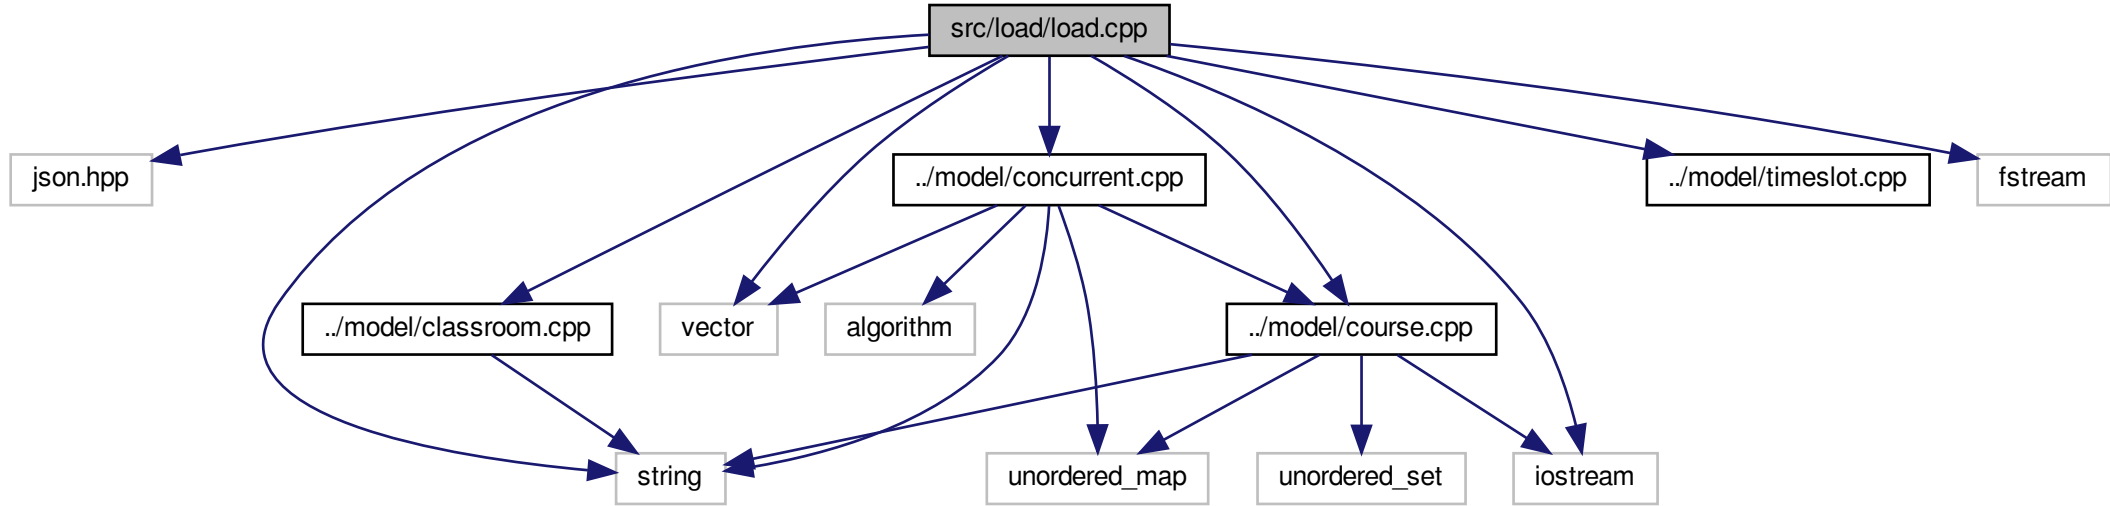 src/load/load.cpp
json.hpp
../model/concurrent.cpp
../model/timeslot.cpp
fstream
../model/classroom.cpp
vector
algorithm
../model/course.cpp
string
unordered_map
unordered_set
iostream